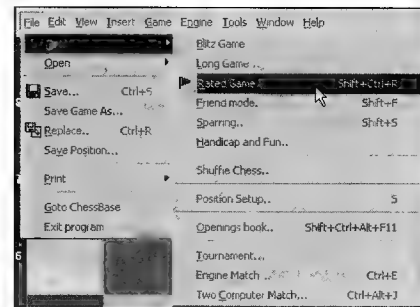 File Edit View Insert Game Engine Tools Window Help
Open
Save... Ctrl+S
Save Game As...
Replace.. Ctrl+R
Save Position...
Print
Goto ChessBase
Exit program
6
Blitz Game
Long Game ...
Rated Game Shift+Ctrl+R
Friend mode. Shift+F
Sparring.. Shift+S
Handicap and Fun..
Shuffle Chess..
Position Setup.. S
Openings book.. Shift+Ctrl+Alt+F11
Tournament...
Engine Match .. Ctrl+E
Two Computer Match... Ctrl+Alt+J